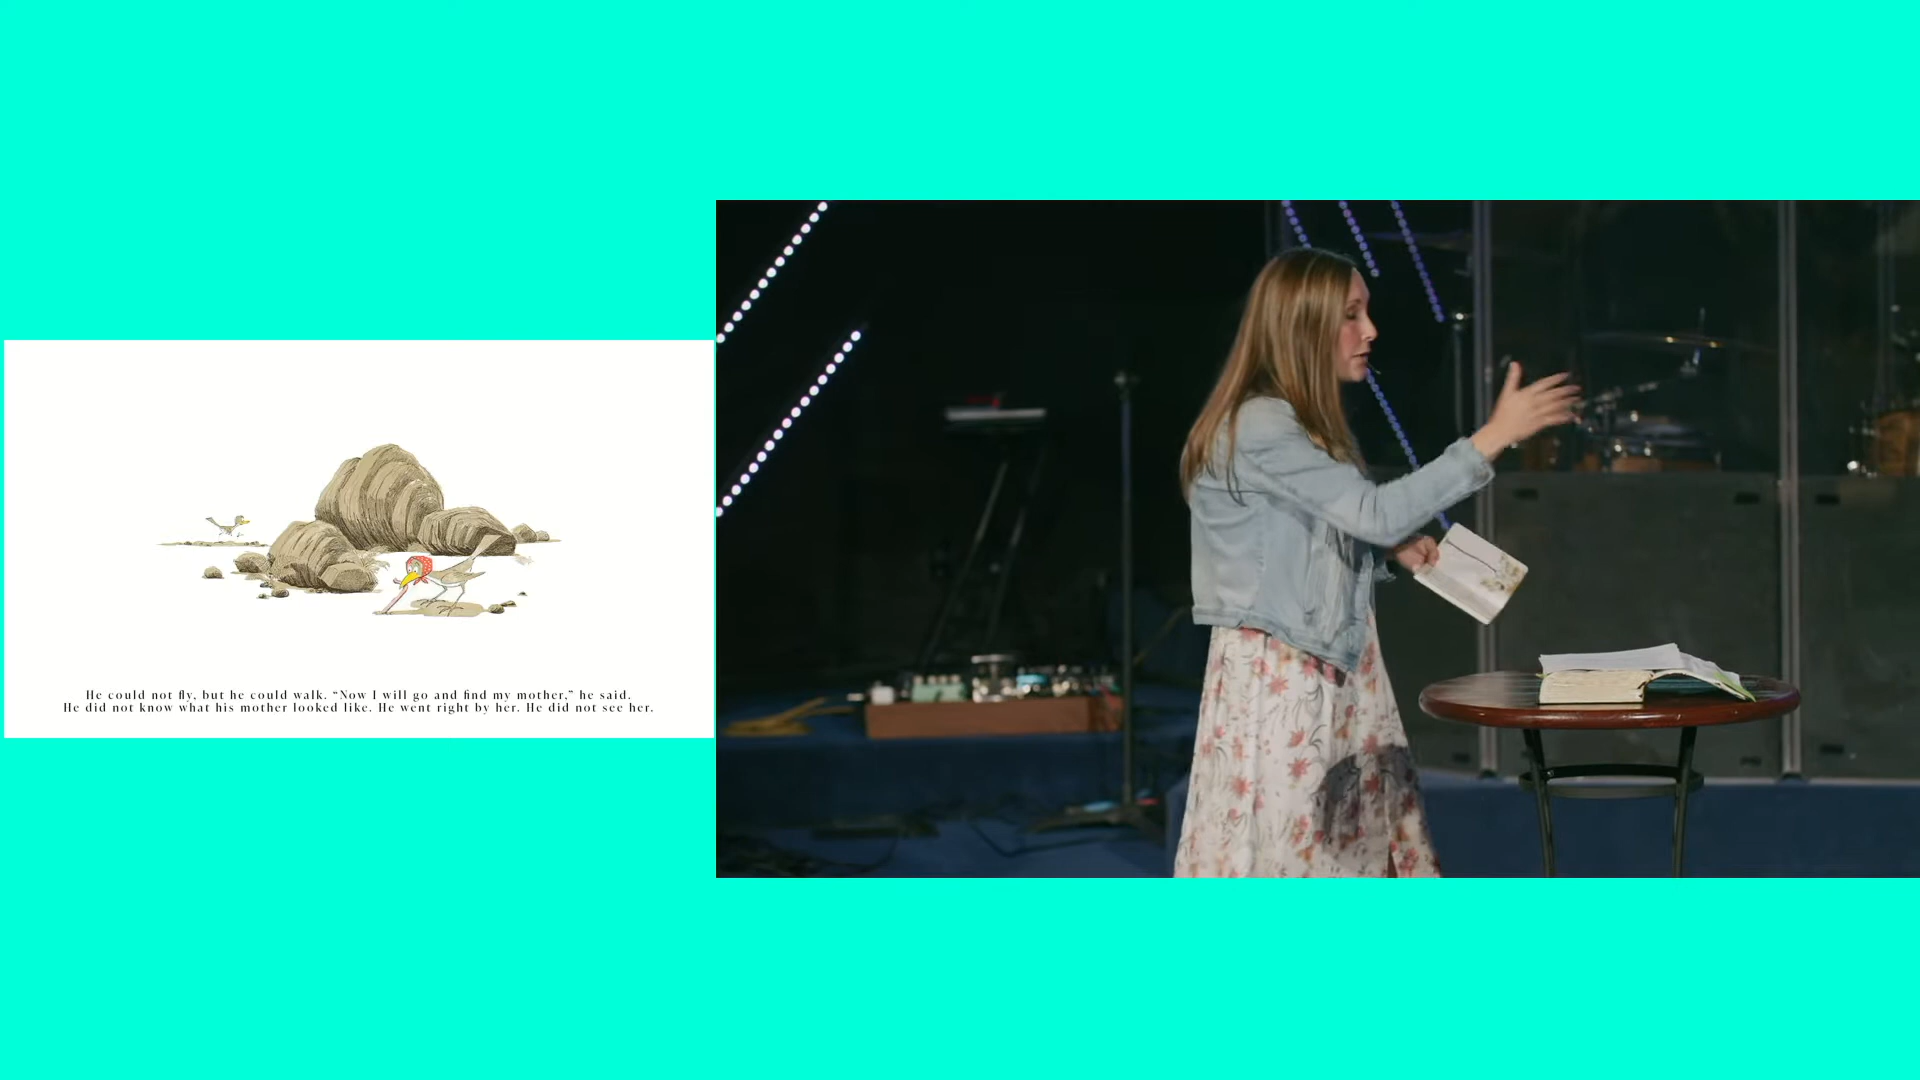 He could not fly, but he could walk. “Now I will go and find my mother,” he said.
He did not know what his mother looked like. He went right by her. He did not see her.